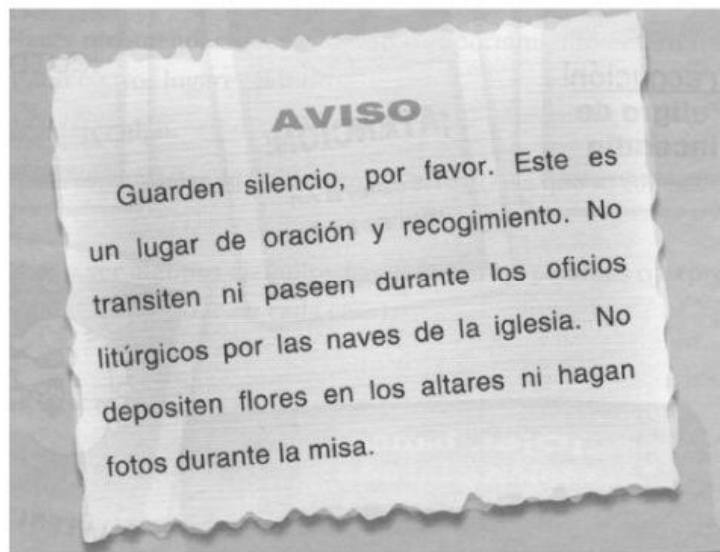 AVISO
Guarden silencio, por favor. Este es
un lugar de oración y recogimiento. No
transiten ni paseen durante los oficios
litúrgicos por las naves de la iglesia. No
depositen flores en los altares ni hagan
fotos durante la misa.